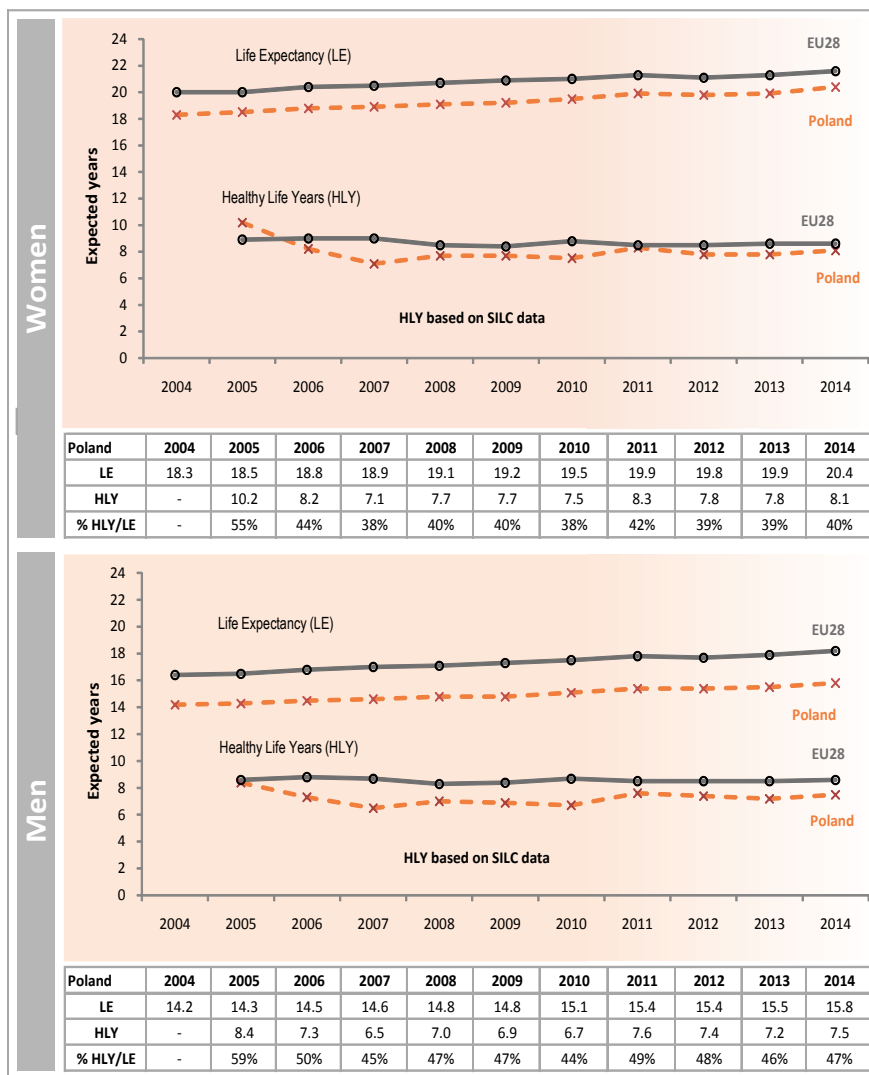 Women
24
22
20
18
16
14
12
10
8
6
4
2
0
Expected years
Life Expectancy (LE)
EU28
Poland
Healthy Life Years (HLY)
EU28
Poland
HLY based on SILC data
2004 2005 2006 2007 2008 2009 2010 2011 2012 2013 2014
Poland 2004 2005 2006 2007 2008 2009 2010 2011 2012 2013 2014
LE 18.3 18.5 18.8 18.9 19.1 19.2 19.5 19.9 19.8 19.9 20.4
HLY - 10.2 8.2 7.1 7.7 7.7 7.5 8.3 7.8 7.8 8.1
% HLY/LE - 55% 44% 38% 40% 40% 38% 42% 39% 39% 40%
Men
24
22
20
18
16
14
12
10
8
6
4
2
0
Expected years
Life Expectancy (LE)
EU28
Poland
Healthy Life Years (HLY)
EU28
Poland
HLY based on SILC data
2004 2005 2006 2007 2008 2009 2010 2011 2012 2013 2014
Poland 2004 2005 2006 2007 2008 2009 2010 2011 2012 2013 2014
LE 14.2 14.3 14.5 14.6 14.8 14.8 15.1 15.4 15.4 15.5 15.8
HLY - 8.4 7.3 6.5 7.0 6.9 6.7 7.6 7.4 7.2 7.5
% HLY/LE - 59% 50% 45% 47% 47% 44% 49% 48% 46% 47%